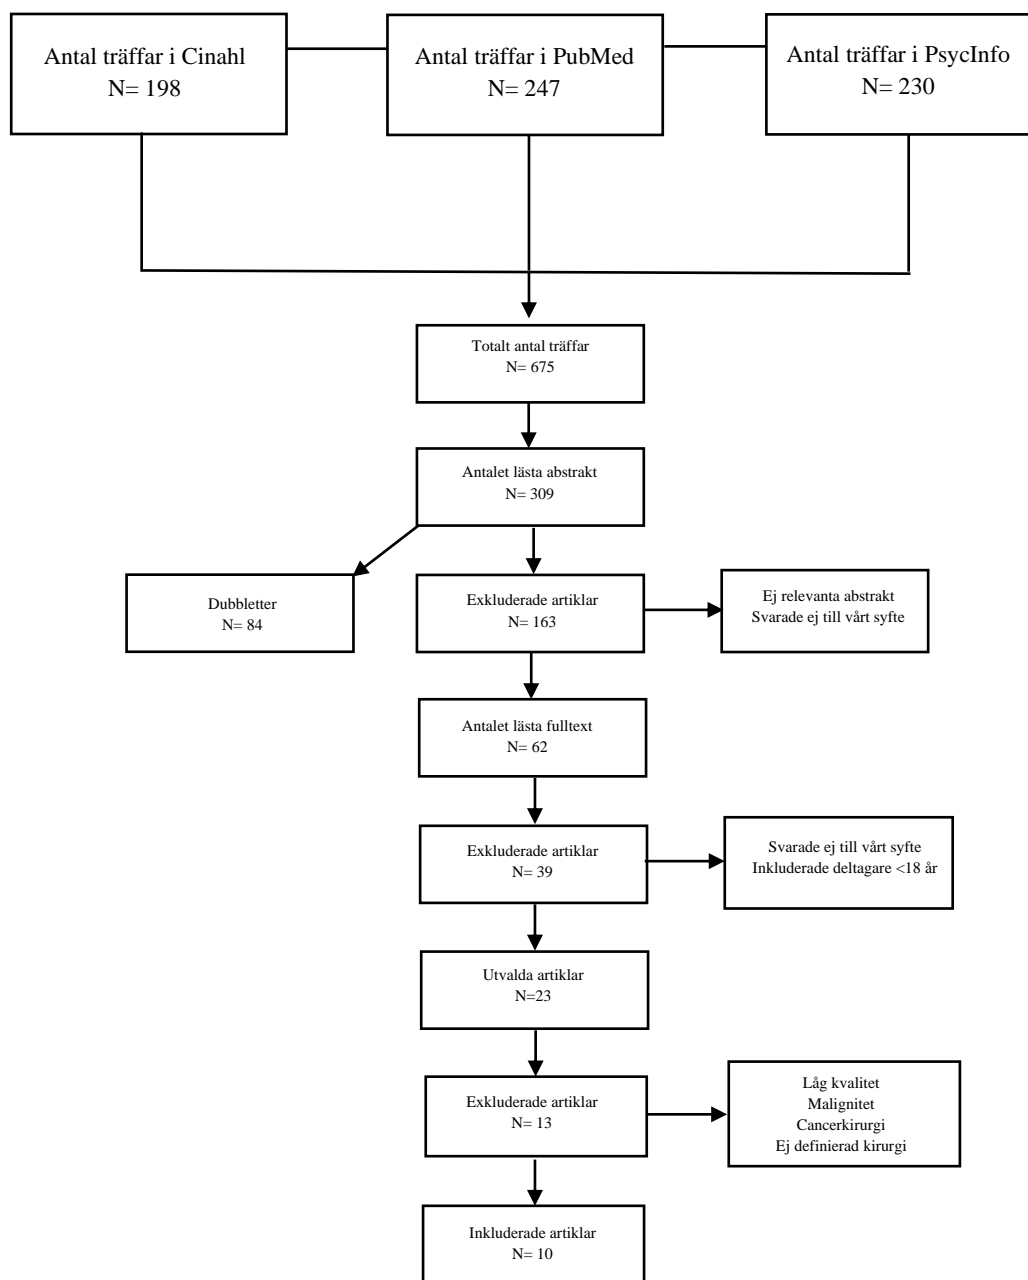 Antal träffar i Cinahl
N= 198
Antal träffar i PubMed
N= 247
Antal träffar i PsycInfo
N= 230
Totalt antal träffar
N= 675
Antalet lästa abstrakt
N= 309
Dubbletter
N= 84
Exkluderade artiklar
N= 163
Ej relevanta abstrakt
Svarade ej till vårt syfte
Antalet lästa fulltext
N= 62
Exkluderade artiklar
N= 39
Svarade ej till vårt syfte
Inkluderade deltagare <18 år
Utvalda artiklar
N=23
Exkluderade artiklar
N= 13
Låg kvalitet
Malignitet
Cancerkirurgi
Ej definierad kirurgi
Inkluderade artiklar
N= 10